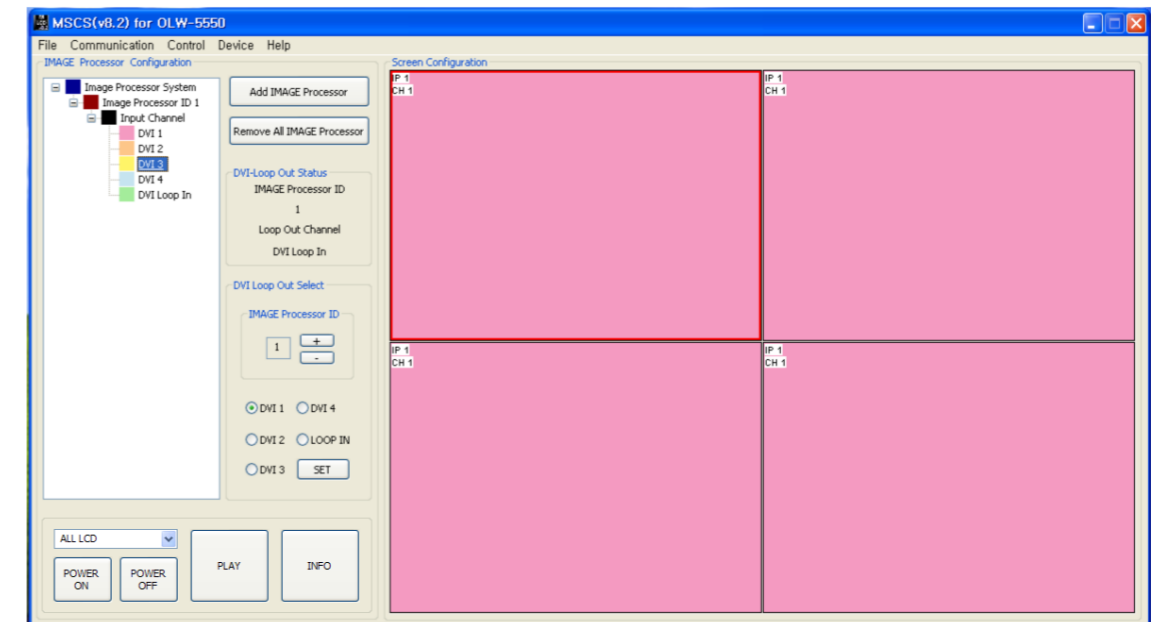 MSCS(v8.2) for OLW-5550
File Communication Control Device Help
IMAGE Processor Configuration
Image Processor System
Image Processor ID 1
Input Channel
DVI 1
DVI 2
DVI 3
DVI 4
DVI Loop In
Add IMAGE Processor
Remove All IMAGE Processor
DVI-Loop Out Status
IMAGE Processor ID
1
Loop Out Channel
DVI Loop In
DVI Loop Out Select
IMAGE Processor ID
1
+
-
DVI 1 DVI 4
DVI 2 LOOP IN
DVI 3 SET
ALL LCD
POWER ON
POWER OFF
PLAY
INFO
Screen Configuration
IP 1
CH 1
IP 1
CH 1
IP 1
CH 1
IP 1
CH 1